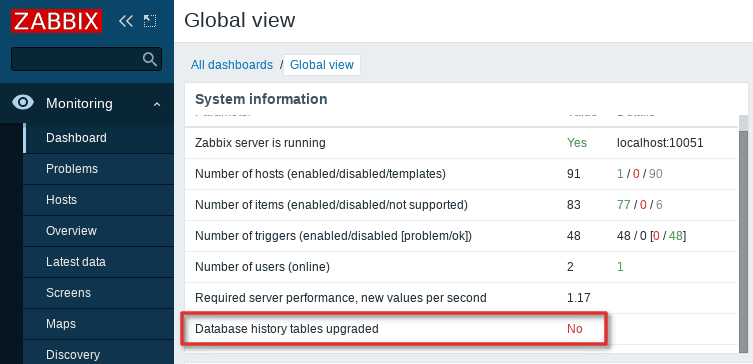 ZABBIX
Global view
All dashboards / Global view
Monitoring
Dashboard
Problems
Hosts
Overview
Latest data
Screens
Maps
Discovery
System information
Parameter Value Details
Zabbix server is running Yes localhost:10051
Number of hosts (enabled/disabled/templates) 91 1 / 0 / 90
Number of items (enabled/disabled/not supported) 83 77 / 0 / 6
Number of triggers (enabled/disabled [problem/ok]) 48 48 / 0 [0 / 48]
Number of users (online) 2 1
Required server performance, new values per second 1.17
Database history tables upgraded No